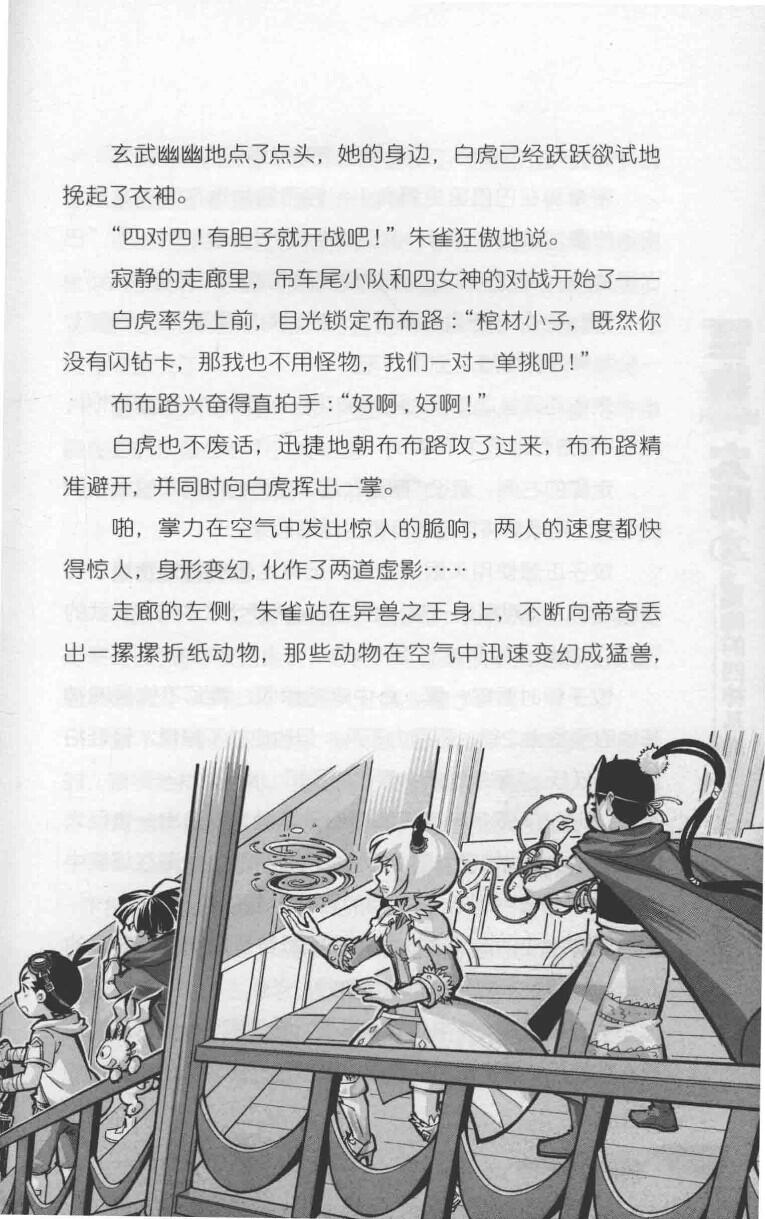 玄武幽幽地点了点头，她的身边，白虎已经跃跃欲试地
挽起了衣袖。
“四对四！有胆子就开战吧！”朱雀狂傲地说。
寂静的走廊里，吊车尾小队和四女神的对战开始了——
白虎率先上前，目光锁定布布路：“棺材小子，既然你
没有闪钻卡，那我也不用怪物，我们一对一单挑吧！”
布布路兴奋得直拍手：“好啊，好啊！”
白虎也不废话，迅捷地朝布布路攻了过来，布布路精
准避开，并同时向白虎挥出一掌。
啪，掌力在空气中发出惊人的脆响，两人的速度都快
得惊人，身形变幻，化作了两道虚影……
走廊的左侧，朱雀站在异兽之王身上，不断向帝奇丢
出一摞摞折纸动物，那些动物在空气中迅速变幻成猛兽，